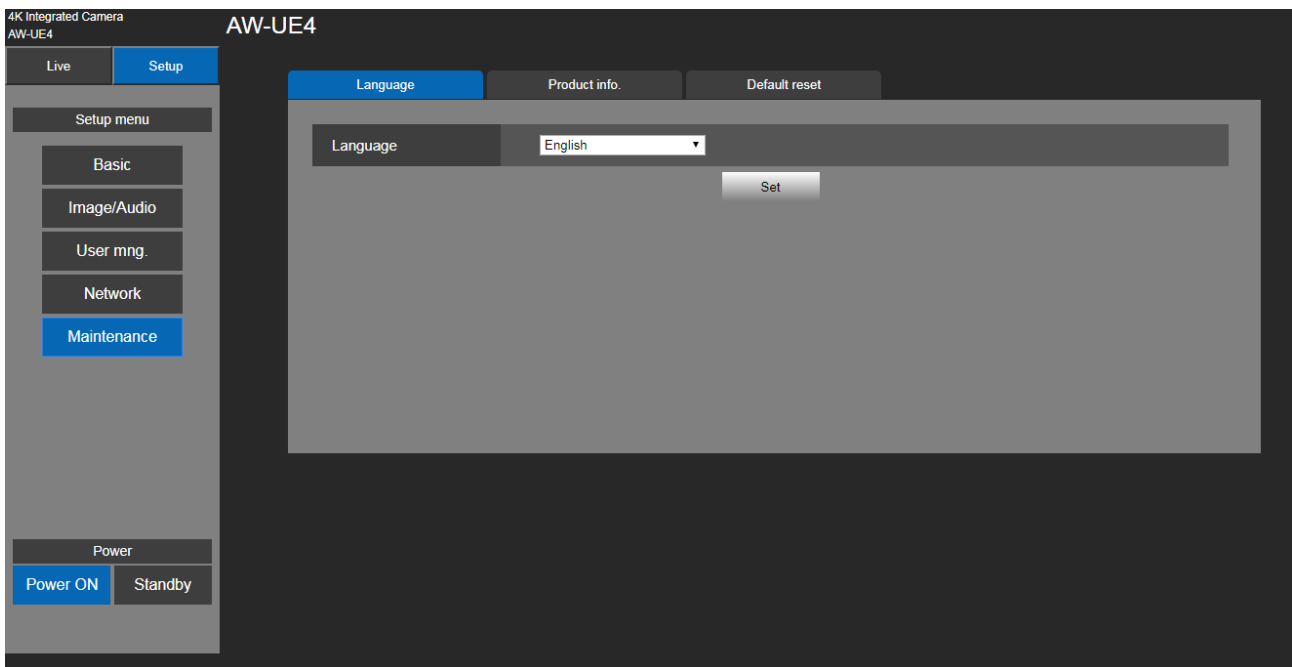 4K Integrated Camera
AW-UE4
AW-UE4
Live
Setup
Setup menu
Basic
Image/Audio
User mng.
Network
Maintenance
Power
Power ON
Standby
Language
Product info.
Default reset
Language
English
Set